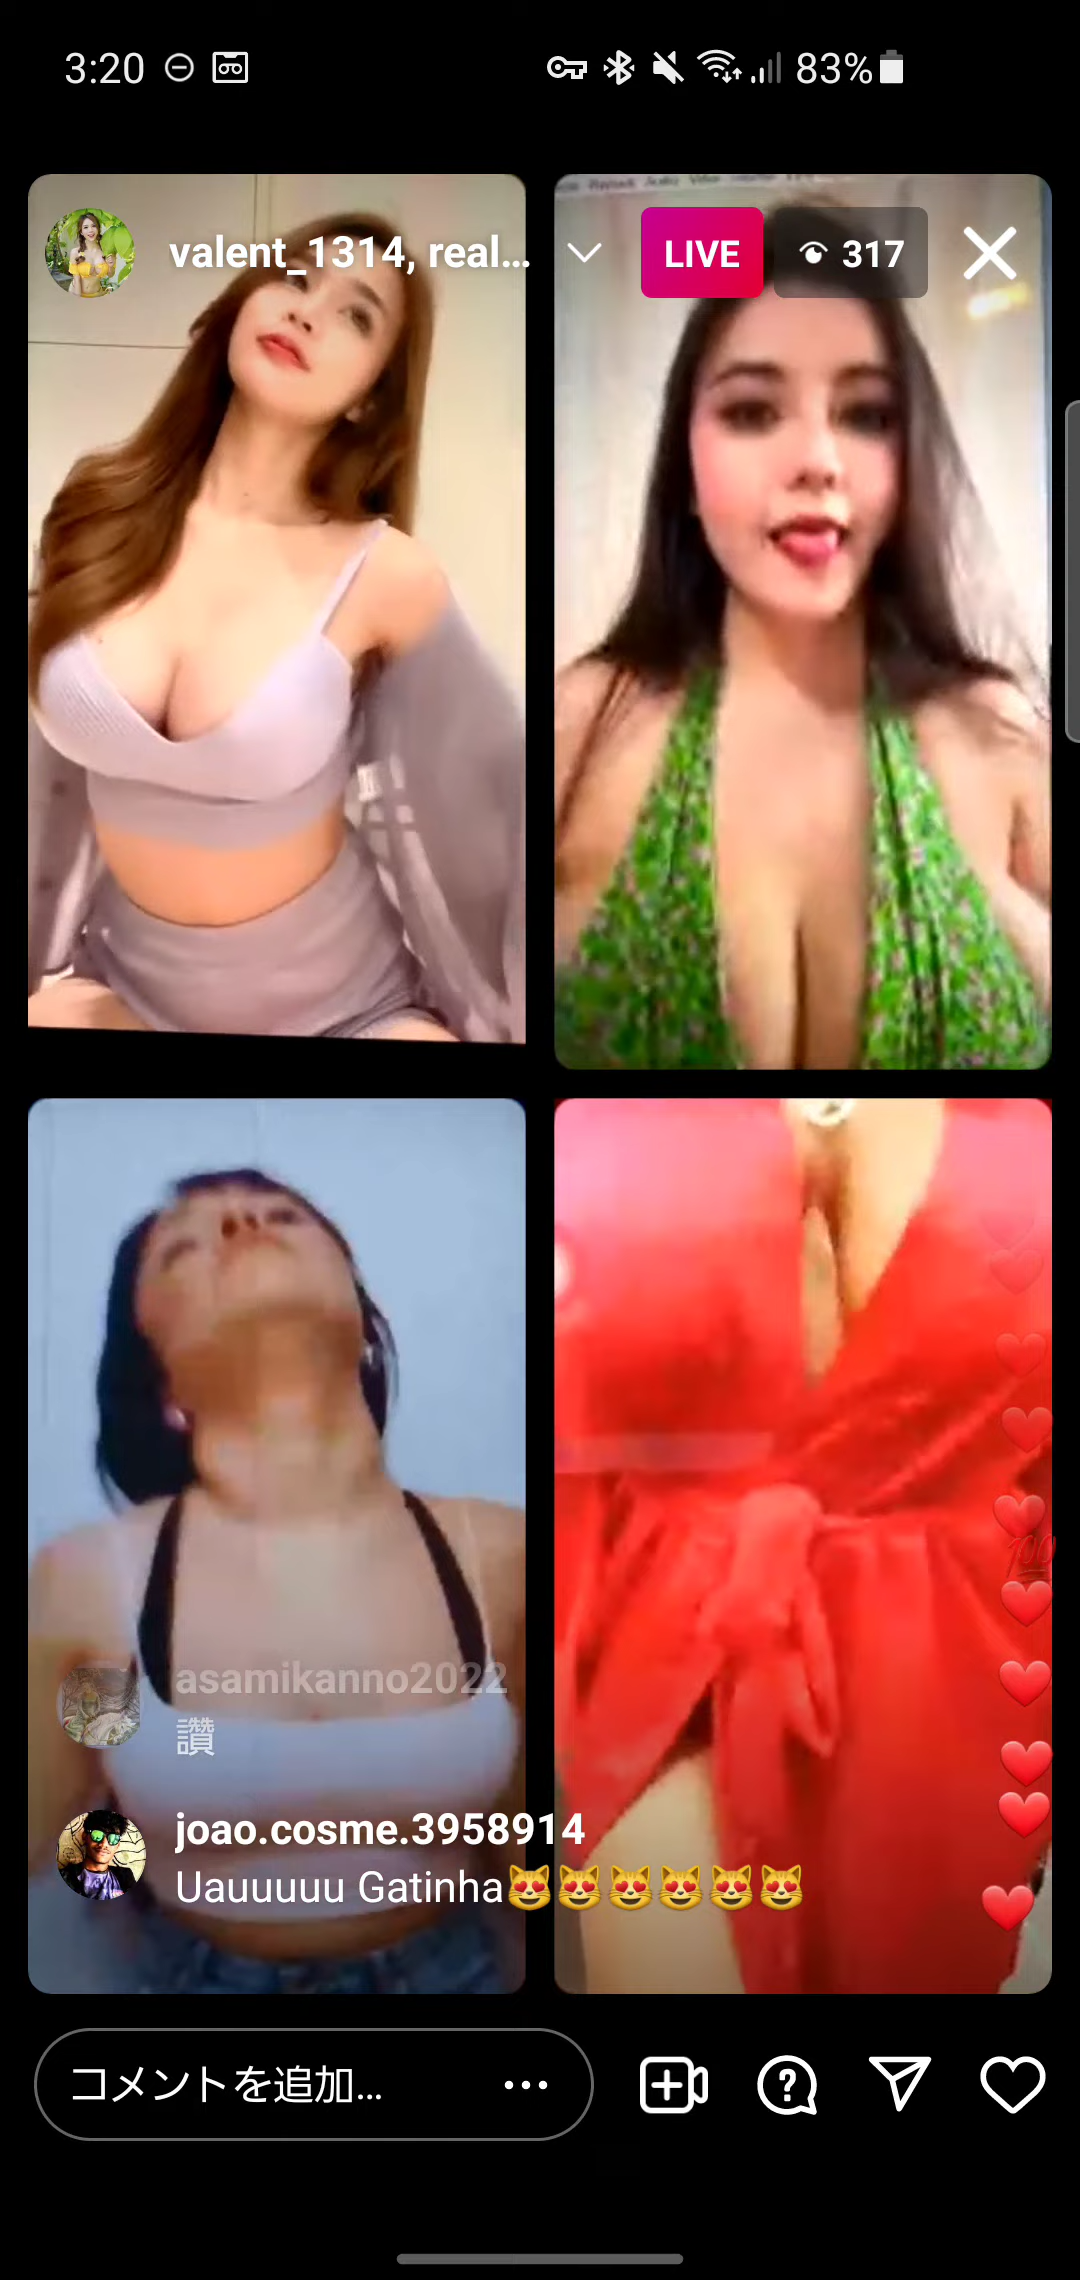 3:20
83%
valent_1314, real...
LIVE
317
asamikanno2022
讚
joao.cosme.3958914
Uauuuuu Gatinha😻😻😻😻😻😻
コメントを追加...